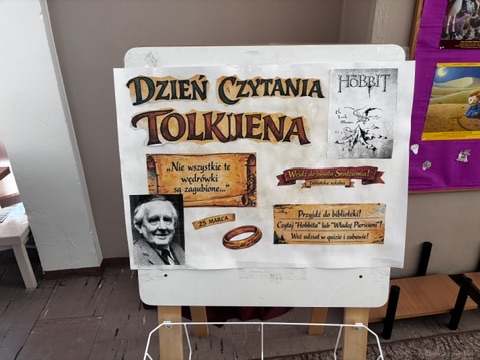 DZIEŃ CZYTANIA
TOLKIENA
THE
HOBBIT
„Nie wszystkie te
wędrówki
są zagubione..."
25 MARCA
Wejdź do świata Śródziemia!
Biblioteka szkolna
Przyjdź do biblioteki!
Czytaj "Hobbita" lub "Władcę Pierścieni"!
Weź udział w quizie i zabawie!